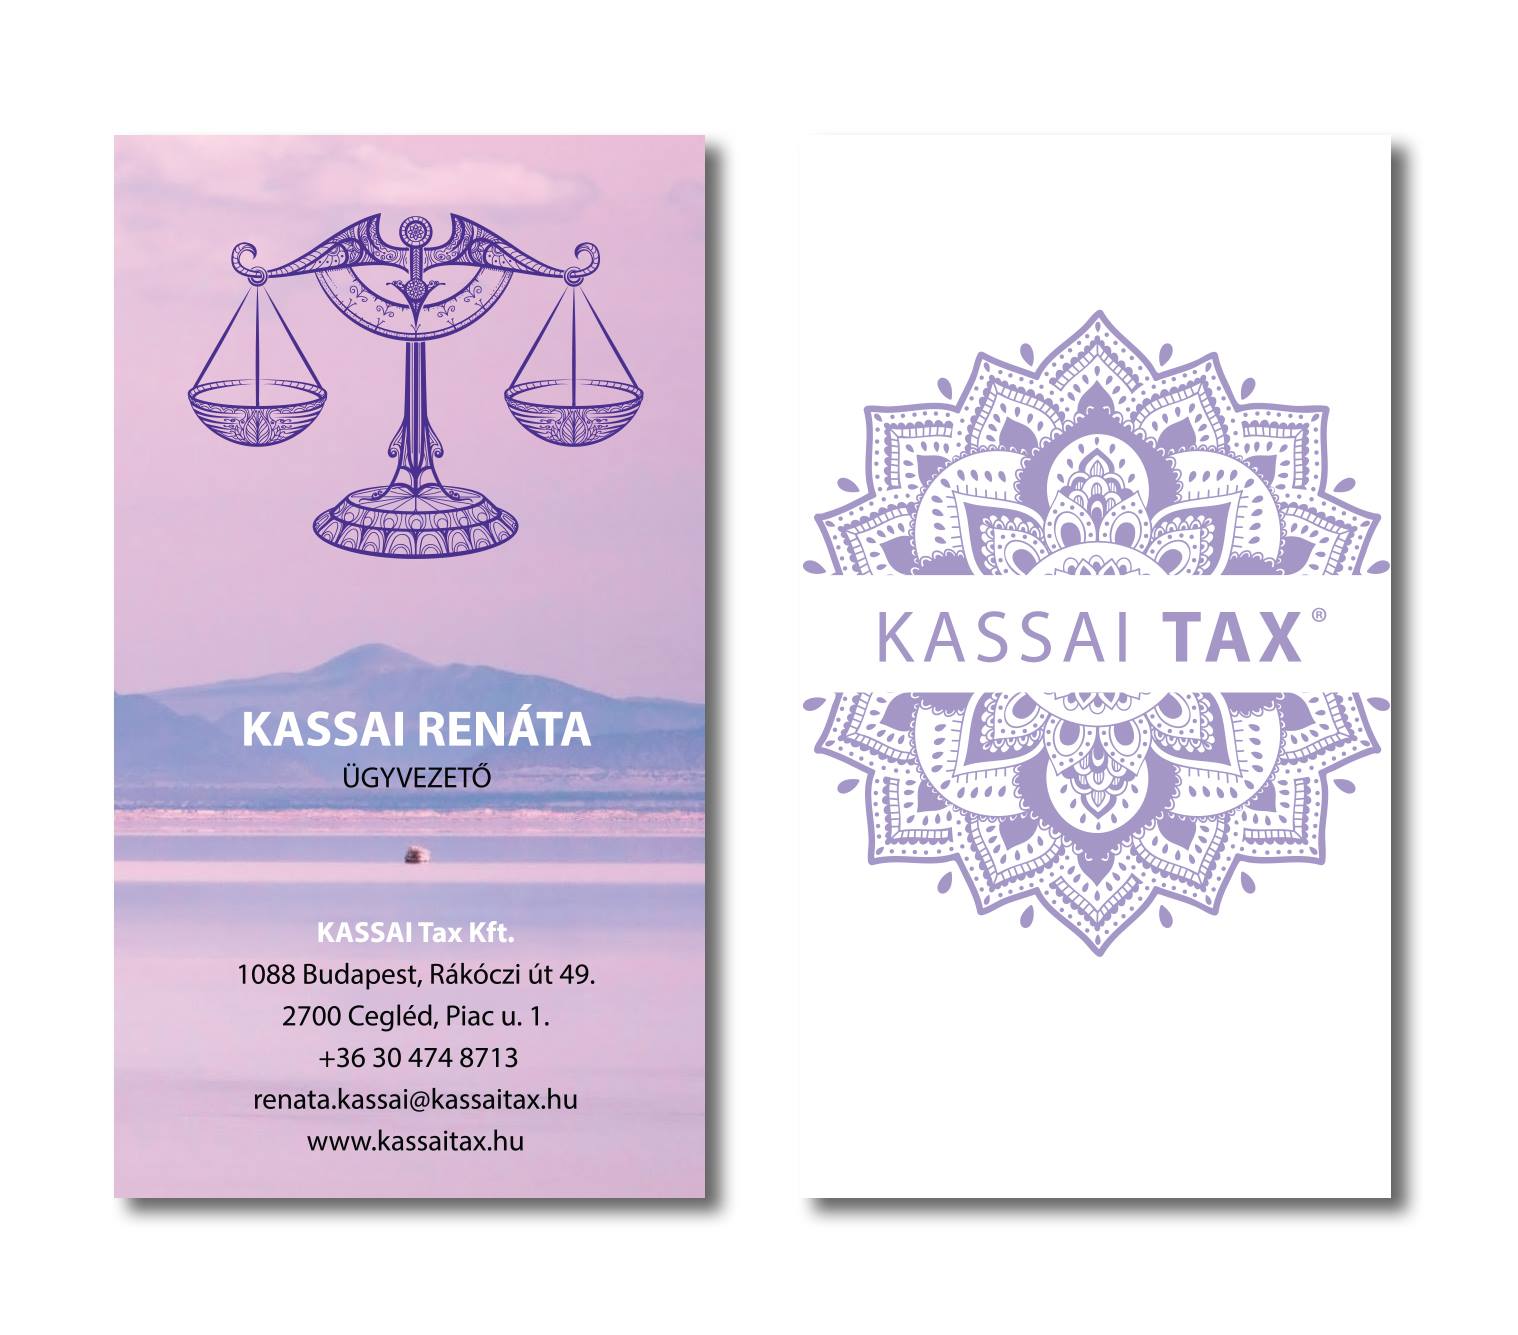 KASSAI RENÁTA
ÜGYVEZETŐ
KASSAI Tax Kft.
1088 Budapest, Rákóczi út 49.
2700 Cegléd, Piac u. 1.
+36 30 474 8713
renata.kassai@kassaitax.hu
www.kassaitax.hu
KASSAI TAX®